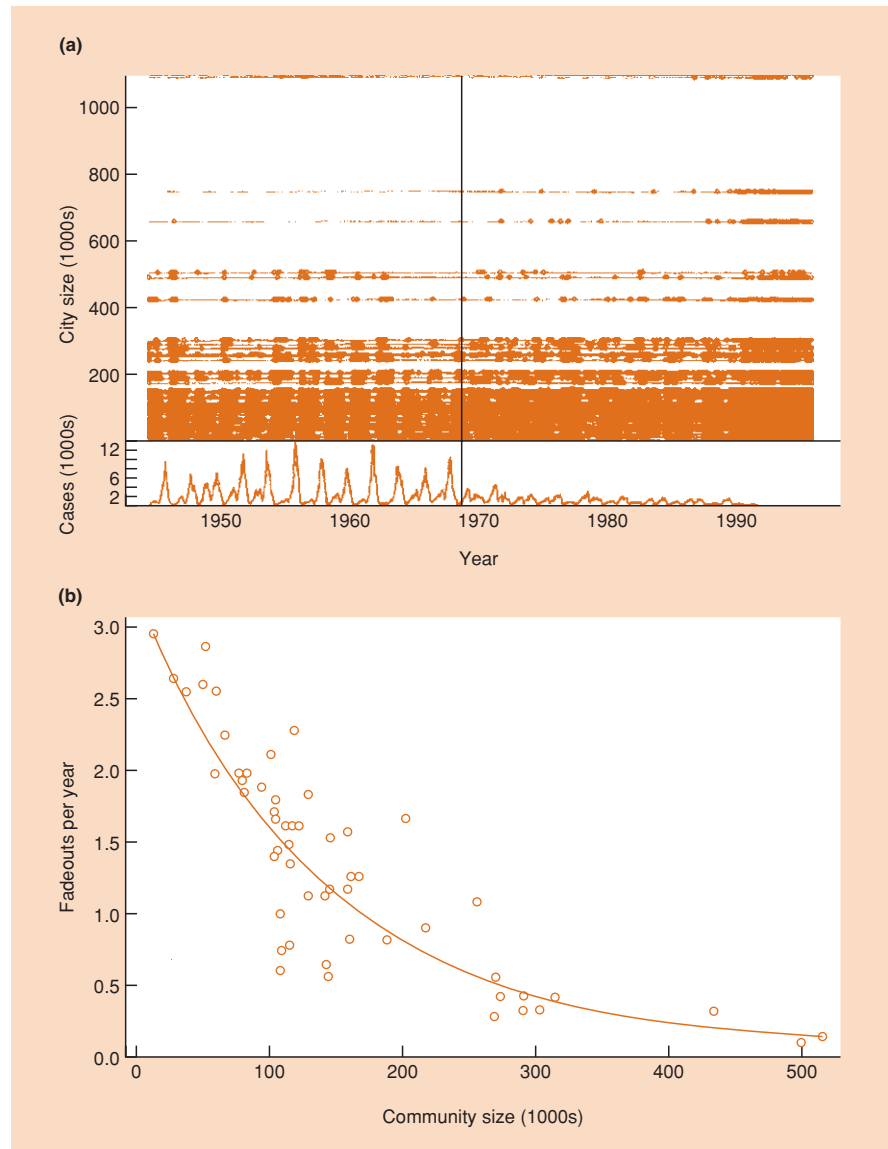 (a)
1000
800
600
400
200
City size (1000s)
12
6
2
Cases (1000s)
1950 1960 1970 1980 1990
Year
(b)
3.0
2.5
2.0
1.5
1.0
0.5
0.0
Fadeouts per year
0 100 200 300 400 500
Community size (1000s)